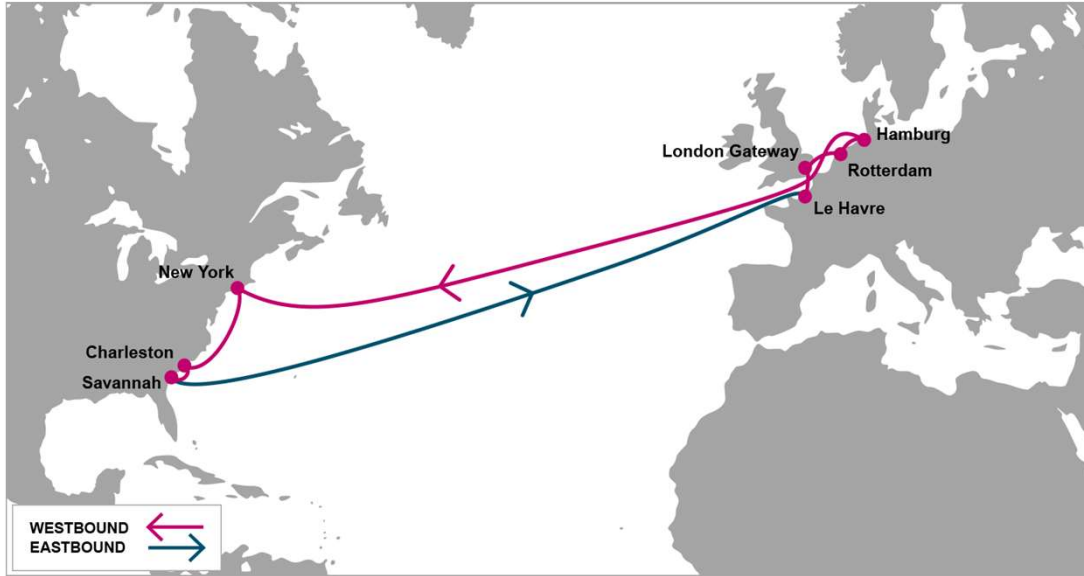 Hamburg
London Gateway
Rotterdam
Le Havre
New York
Charleston
Savannah
WESTBOUND
EASTBOUND